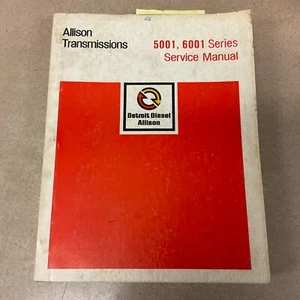 Allison
Transmissions
5001, 6001 Series
Service Manual
Detroit Diesel
Allison